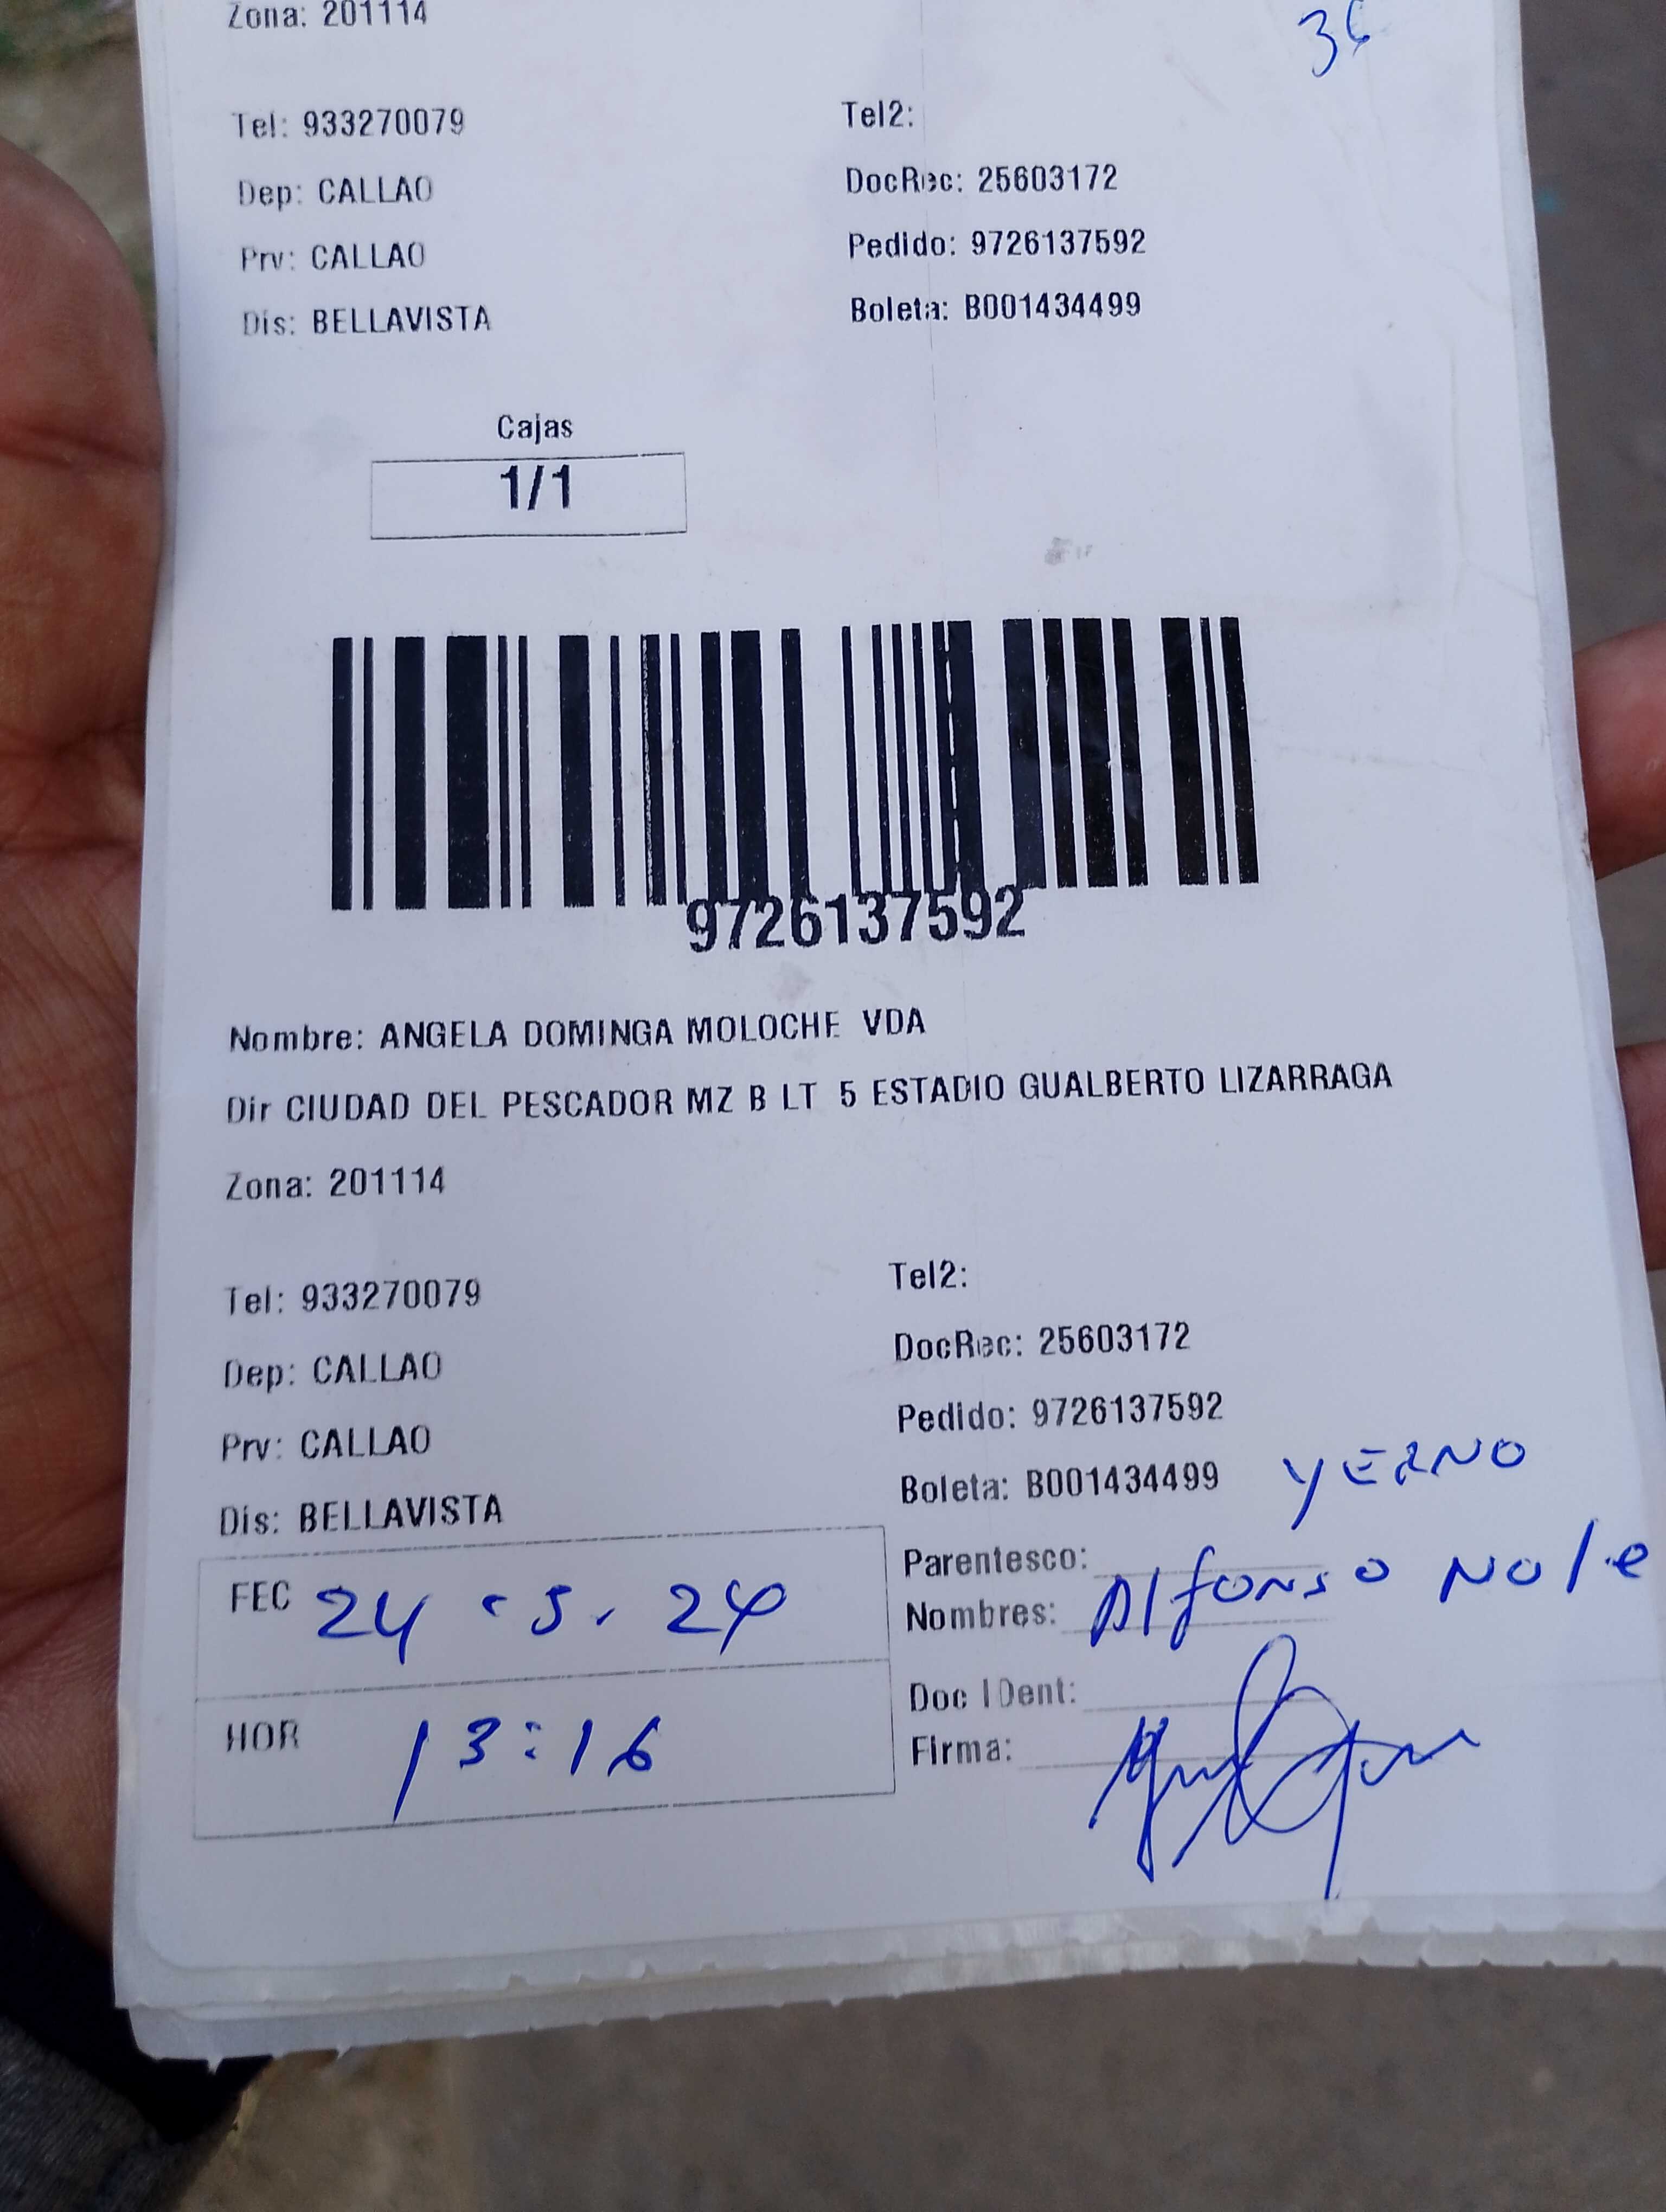 Zona: 201114
Tel: 933270079
Tel2:
Dep: CALLAO
DocRec: 25603172
Prv: CALLAO
Pedido: 9726137592
Dis: BELLAVISTA
Boleta: B001434499
Cajas
1/1
9726137592
Nombre: ANGELA DOMINGA MOLOCHE VDA
Dir CIUDAD DEL PESCADOR MZ B LT 5 ESTADIO GUALBERTO LIZARRAGA
Zona: 201114
Tel: 933270079
Tel2:
Dep: CALLAO
DocRec: 25603172
Prv: CALLAO
Pedido: 9726137592
Dis: BELLAVISTA
Boleta: B001434499
YERNO
Parentesco:
Nombres: Alfonso Nole
Doc IDent:
Firma:
FEC 24 - 5 - 24
HOR 13:16